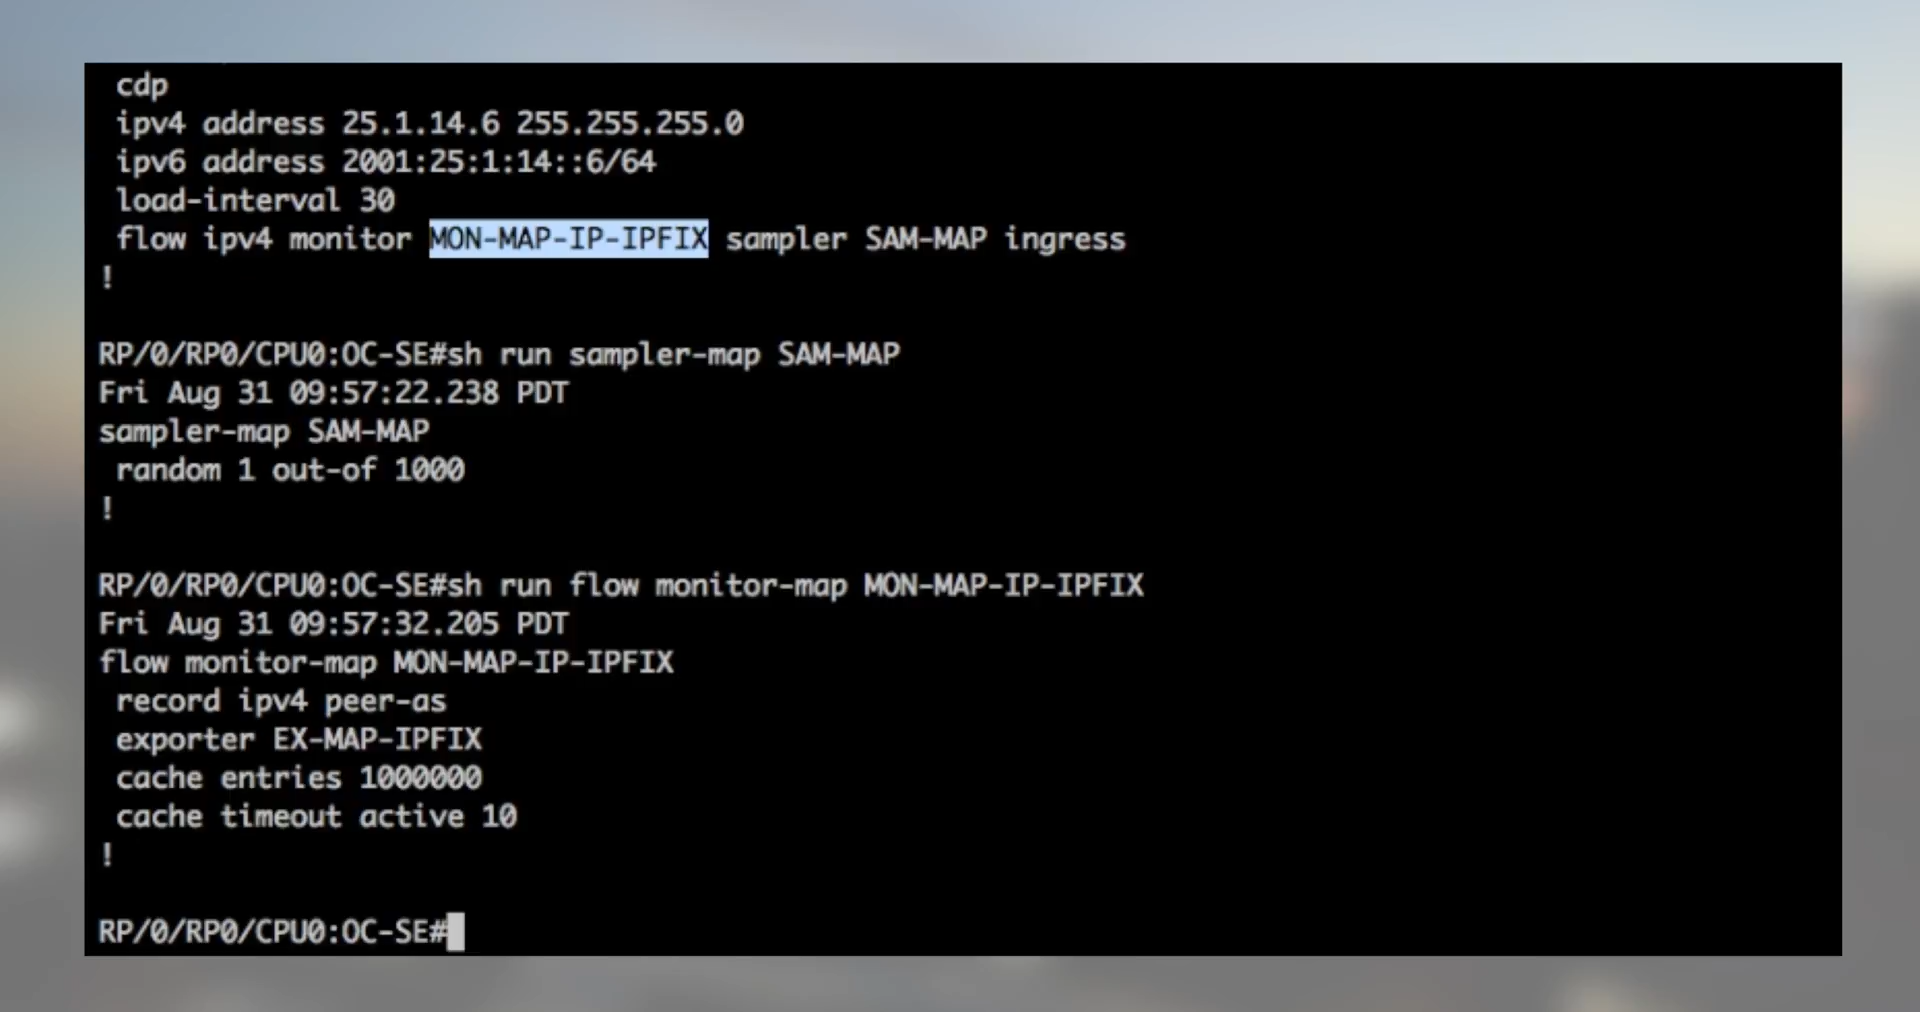 cdp
ipv4 address 25.1.14.6 255.255.255.0
ipv6 address 2001:25:1:14::6/64
load-interval 30
flow ipv4 monitor MON-MAP-IP-IPFIX sampler SAM-MAP ingress
!
RP/0/RP0/CPU0:OC-SE#sh run sampler-map SAM-MAP
Fri Aug 31 09:57:22.238 PDT
sampler-map SAM-MAP
random 1 out-of 1000
!
RP/0/RP0/CPU0:OC-SE#sh run flow monitor-map MON-MAP-IP-IPFIX
Fri Aug 31 09:57:32.205 PDT
flow monitor-map MON-MAP-IP-IPFIX
record ipv4 peer-as
exporter EX-MAP-IPFIX
cache entries 1000000
cache timeout active 10
!
RP/0/RP0/CPU0:OC-SE#